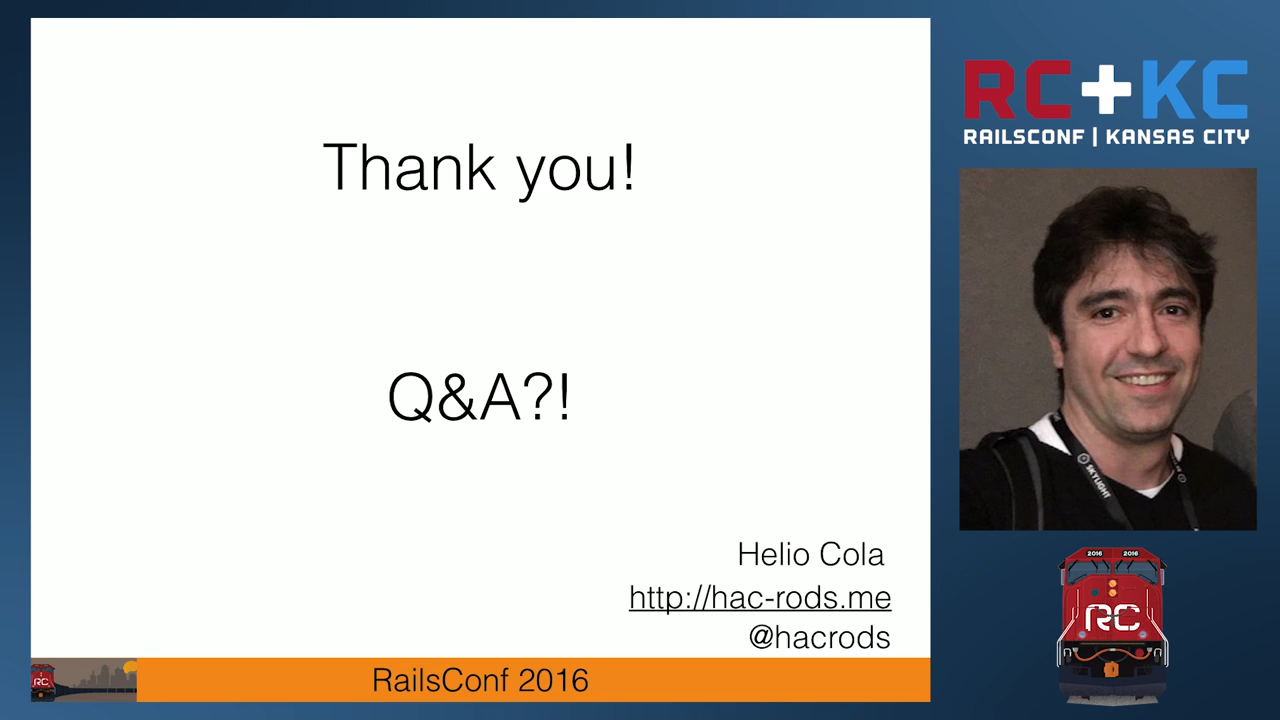 Thank you!
Q&A?!
Helio Cola
http://hac-rods.me
@hacrods
RailsConf 2016
RC
RC+KC
RAILSCONF | KANSAS CITY
SKYLIGHT
2016 2016
RC